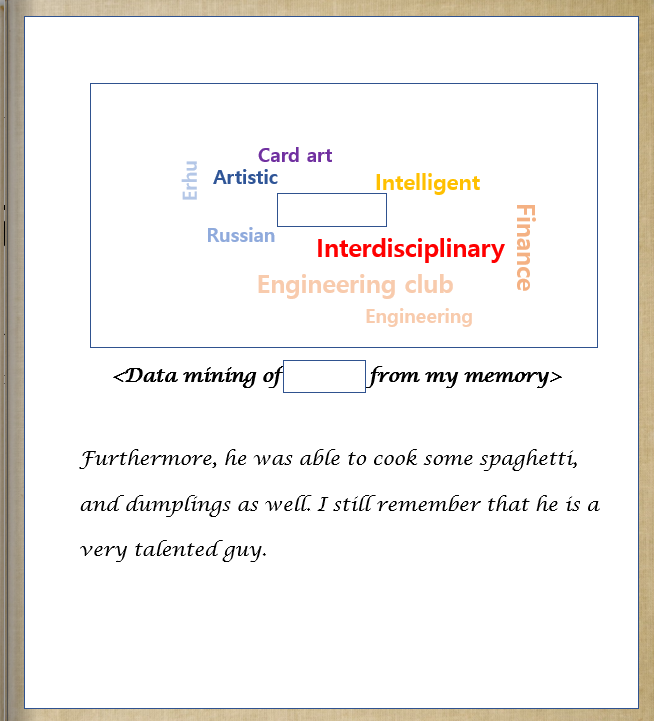 Card art
Erhu
Artistic
Intelligent
Finance
Russian
Interdisciplinary
Engineering club
Engineering
<Data mining of from my memory>
Furthermore, he was able to cook some spaghetti,
and dumplings as well. I still remember that he is a
very talented guy.